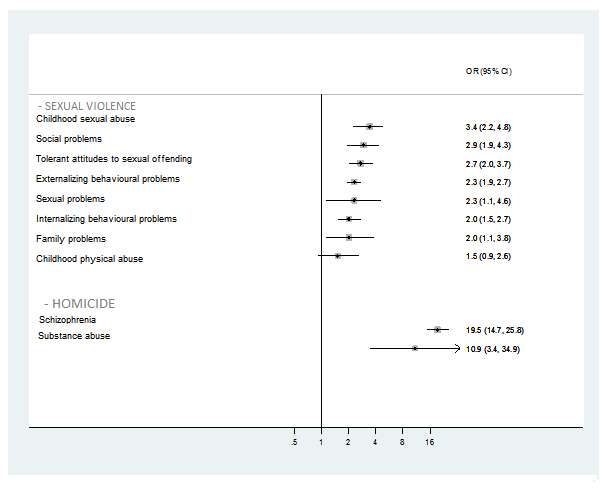 OR (95% CI)
- SEXUAL VIOLENCE
Childhood sexual abuse 3.4 (2.2, 4.8)
Social problems 2.9 (1.9, 4.3)
Tolerant attitudes to sexual offending 2.7 (2.0, 3.7)
Externalizing behavioural problems 2.3 (1.9, 2.7)
Sexual problems 2.3 (1.1, 4.6)
Internalizing behavioural problems 2.0 (1.5, 2.7)
Family problems 2.0 (1.1, 3.8)
Childhood physical abuse 1.5 (0.9, 2.6)
- HOMICIDE
Schizophrenia 19.5 (14.7, 25.8)
Substance abuse 10.9 (3.4, 34.9)
.5 1 2 4 8 16